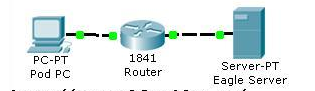 PC-PT
Pod PC
1841
Router
Server-PT
Eagle Server